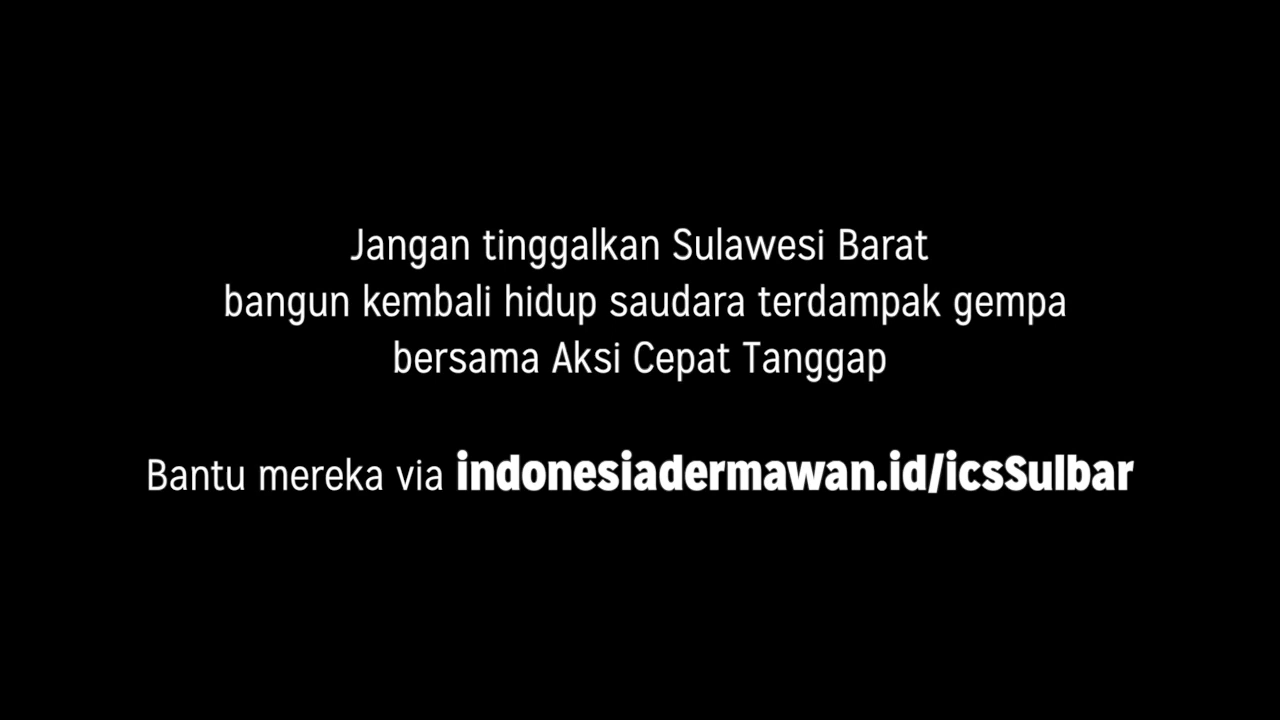 Jangan tinggalkan Sulawesi Barat
bangun kembali hidup saudara terdampak gempa
bersama Aksi Cepat Tanggap
Bantu mereka via indonesiadermawan.id/icsSulbar